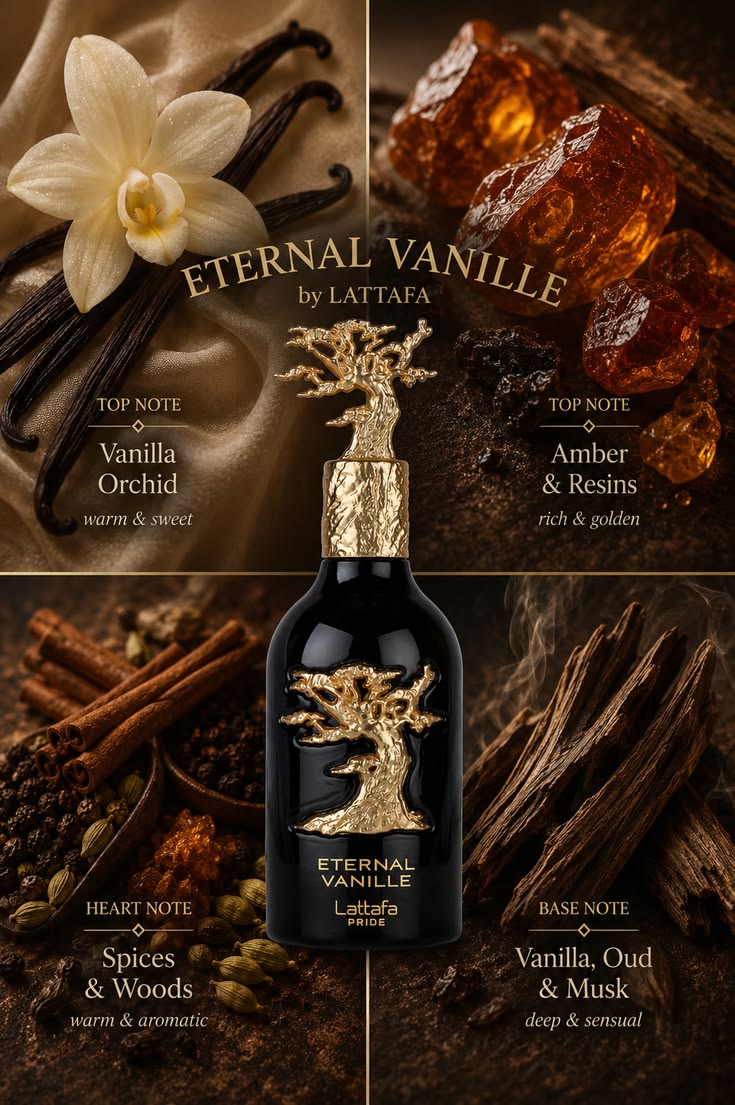 ETERNAL VANILLE
by LATTAFA
TOP NOTE
Vanilla
Orchid
warm & sweet
TOP NOTE
Amber
& Resins
rich & golden
HEART NOTE
Spices
& Woods
warm & aromatic
ETERNAL
VANILLE
Lattafa
PRIDE
BASE NOTE
Vanilla, Oud
& Musk
deep & sensual